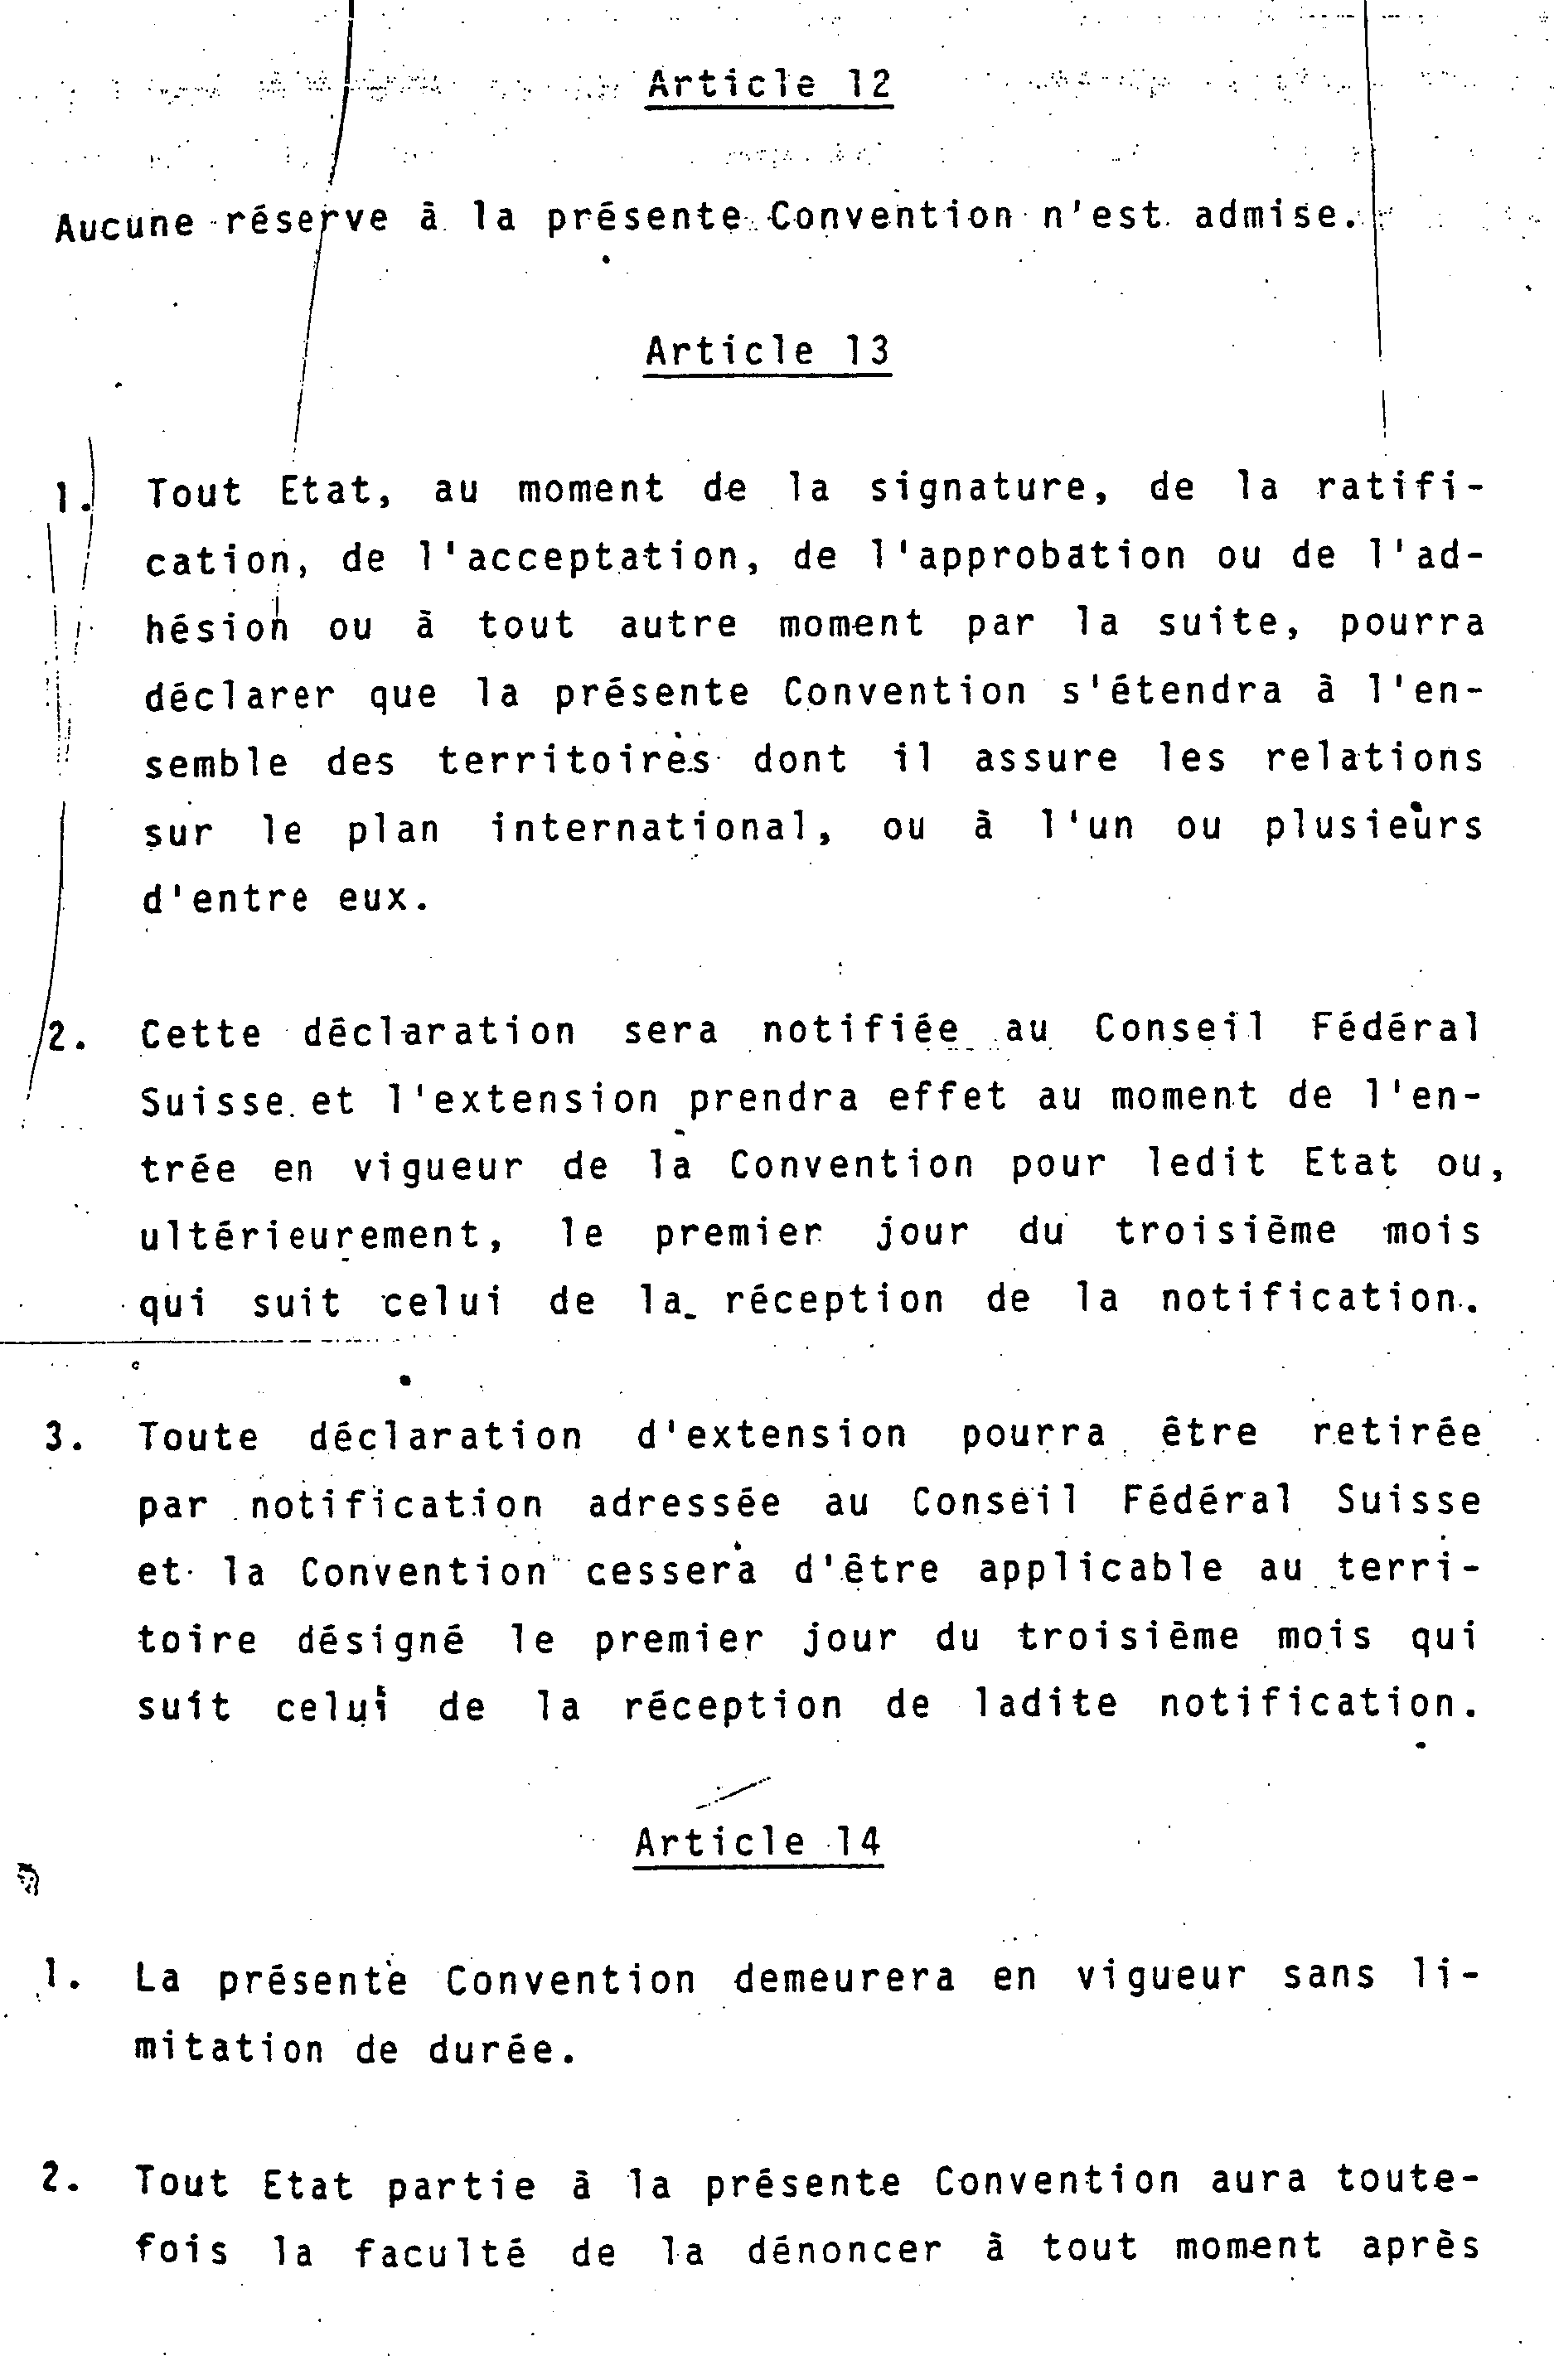 Article 12
Aucune réserve à la présente Convention n'est admise.
Article 13
1. Tout Etat, au moment de la signature, de la ratifi-
cation, de l'acceptation, de l'approbation ou de l'ad-
hésion ou à tout autre moment par la suite, pourra
déclarer que la présente Convention s'étendra à l'en-
semble des territoires dont il assure les relations
sur le plan international, ou à l'un ou plusieurs
d'entre eux.
2. Cette déclaration sera notifiée au Conseil Fédéral
Suisse et l'extension prendra effet au moment de l'en-
trée en vigueur de la Convention pour ledit Etat ou,
ultérieurement, le premier jour du troisième mois
qui suit celui de la réception de la notification.
3. Toute déclaration d'extension pourra être retirée
par notification adressée au Conseil Fédéral Suisse
et la Convention cessera d'être applicable au terri-
toire désigné le premier jour du troisième mois qui
suit celui de la réception de ladite notification.
Article 14
1. La présente Convention demeurera en vigueur sans li-
mitation de durée.
2. Tout Etat partie à la présente Convention aura toute-
fois la faculté de la dénoncer à tout moment après